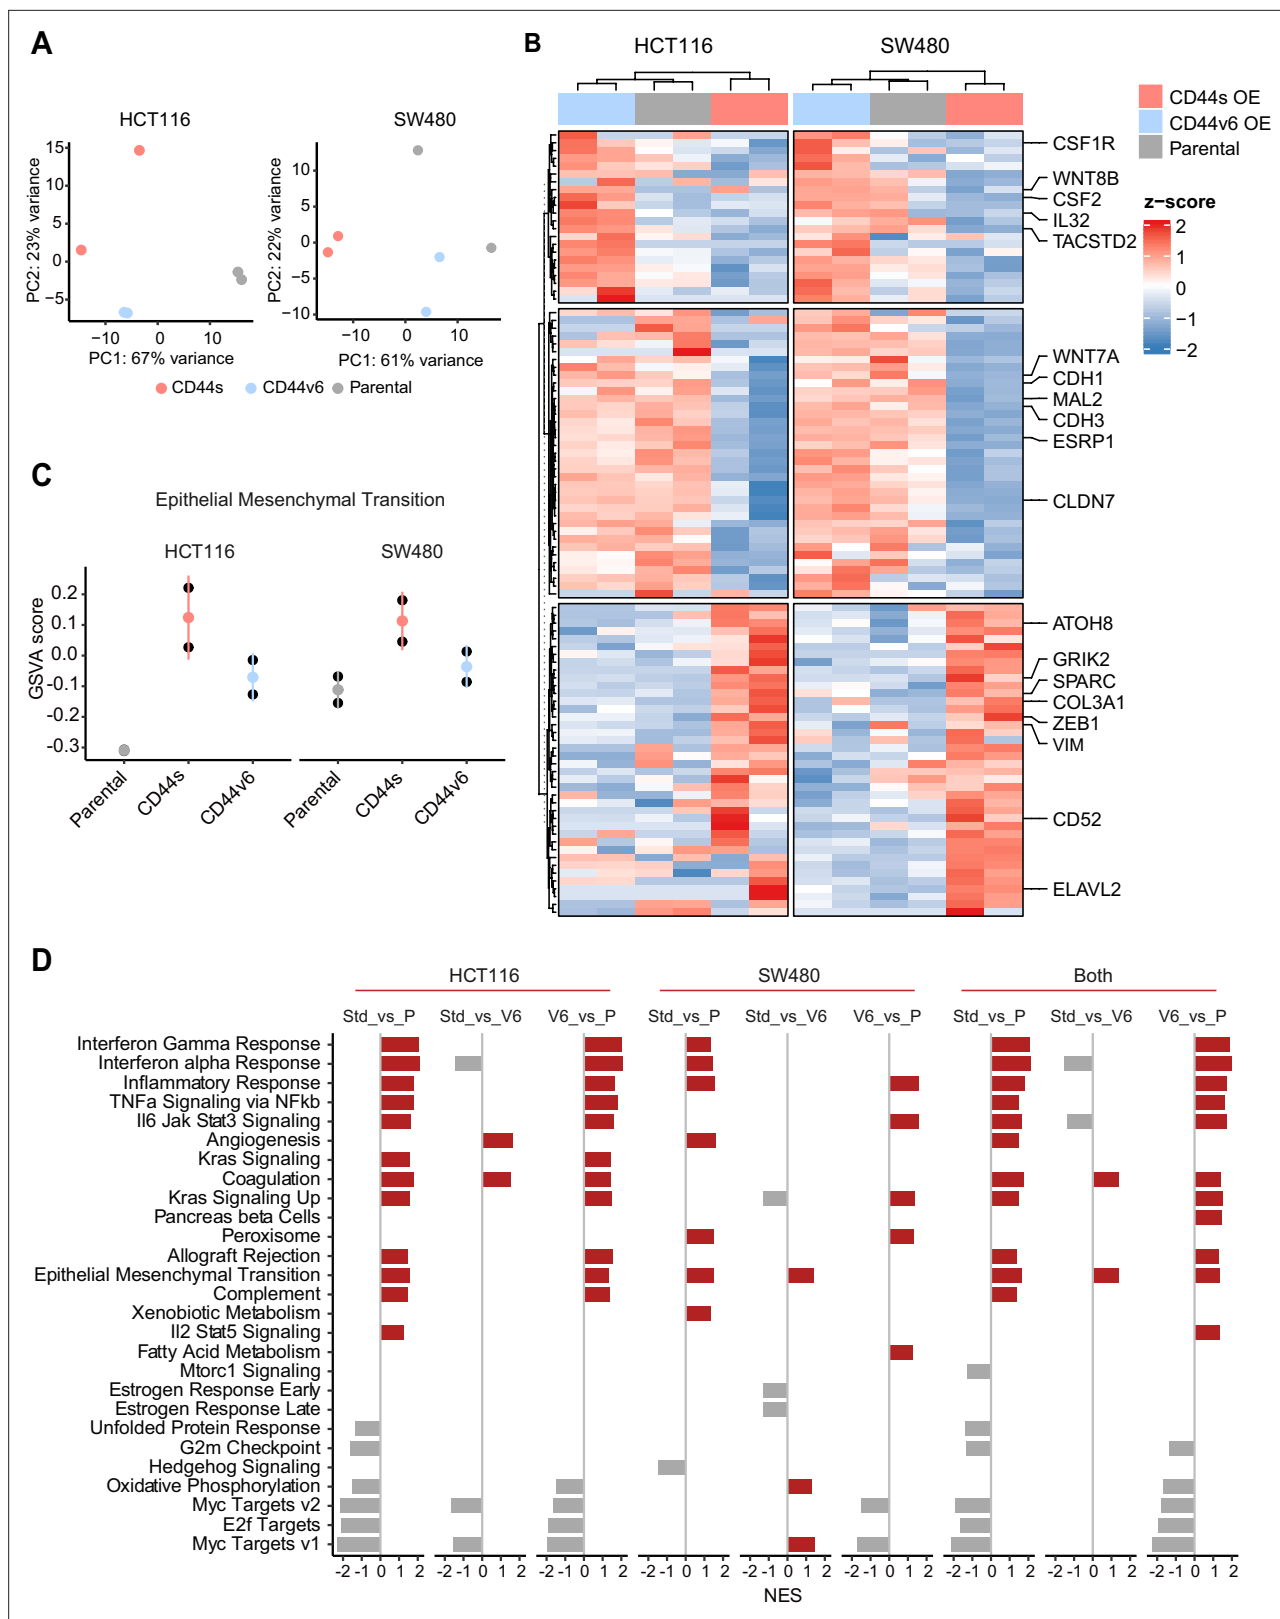 A
HCT116
SW480
PC2: 23% variance
15
10
5
0
−5
−10
0
10
PC1: 67% variance
PC2: 22% variance
10
5
0
−5
−10
−10
0
10
PC1: 61% variance
CD44s
CD44v6
Parental
B
HCT116
SW480
CD44s OE
CD44v6 OE
Parental
z−score
2
1
0
−1
−2
CSF1R
WNT8B
CSF2
IL32
TACSTD2
WNT7A
CDH1
MAL2
CDH3
ESRP1
CLDN7
ATOH8
GRIK2
SPARC
COL3A1
ZEB1
VIM
CD52
ELAVL2
C
Epithelial Mesenchymal Transition
HCT116
SW480
GSVA score
0.2
0.1
0.0
-0.1
-0.2
-0.3
Parental
CD44s
CD44v6
Parental
CD44s
CD44v6
D
HCT116
SW480
Both
Std_vs_P
Std_vs_V6
V6_vs_P
Std_vs_P
Std_vs_V6
V6_vs_P
Std_vs_P
Std_vs_V6
V6_vs_P
Interferon Gamma Response
Interferon alpha Response
Inflammatory Response
TNFa Signaling via NFkb
Il6 Jak Stat3 Signaling
Angiogenesis
Kras Signaling
Coagulation
Kras Signaling Up
Pancreas beta Cells
Peroxisome
Allograft Rejection
Epithelial Mesenchymal Transition
Complement
Xenobiotic Metabolism
Il2 Stat5 Signaling
Fatty Acid Metabolism
Mtorc1 Signaling
Estrogen Response Early
Estrogen Response Late
Unfolded Protein Response
G2m Checkpoint
Hedgehog Signaling
Oxidative Phosphorylation
Myc Targets v2
E2f Targets
Myc Targets v1
-2 -1 0 1 2
-2 -1 0 1 2
-2 -1 0 1 2
-2 -1 0 1 2
-2 -1 0 1 2
-2 -1 0 1 2
-2 -1 0 1 2
-2 -1 0 1 2
-2 -1 0 1 2
NES